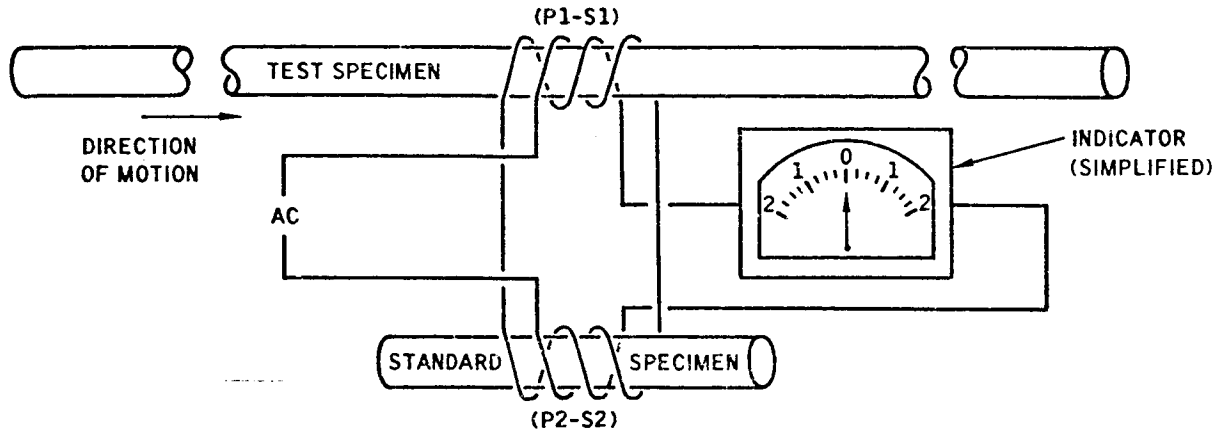 (P1-S1)
TEST SPECIMEN
DIRECTION
OF MOTION
INDICATOR
(SIMPLIFIED)
2 1 0 1 2
AC
STANDARD SPECIMEN
(P2-S2)